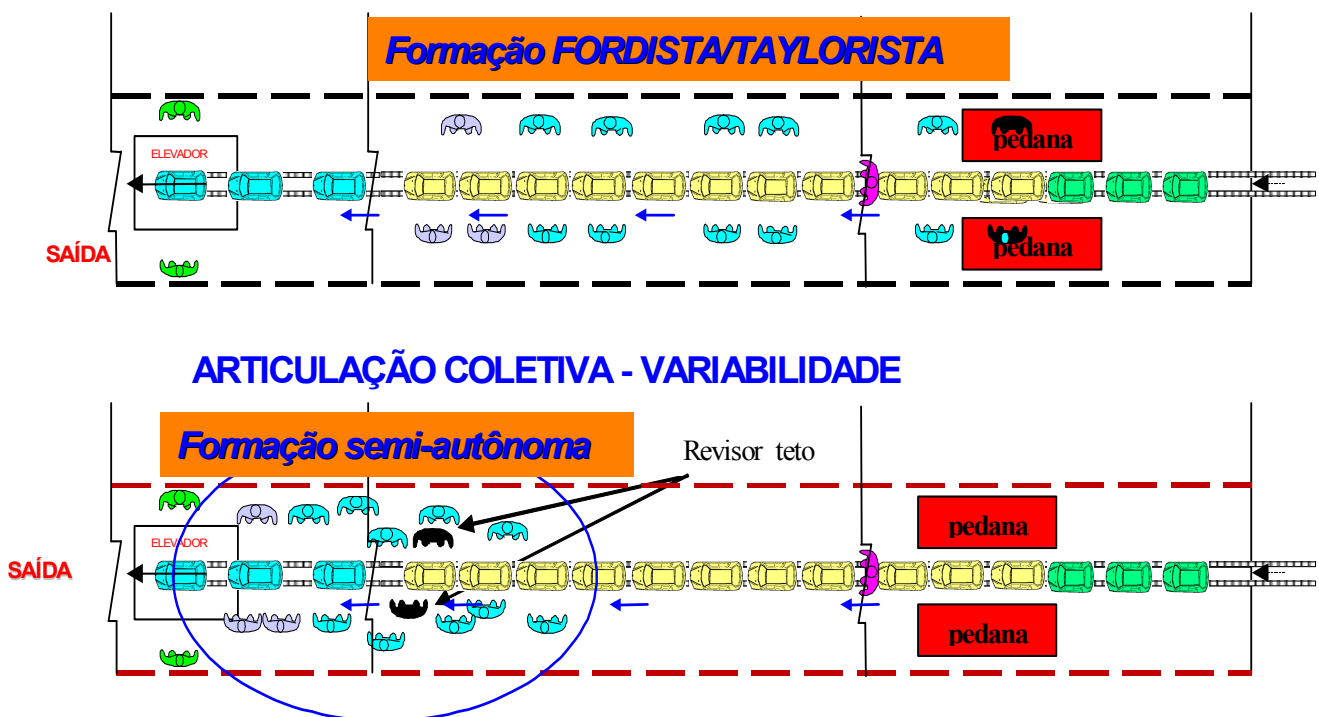 Formação FORDISTA/TAYLORISTA
ELEVADOR
pedana
pedana
SAÍDA
ARTICULAÇÃO COLETIVA - VARIABILIDADE
Formação semi-autônoma
Revisor teto
pedana
ELEVADOR
SAÍDA
pedana